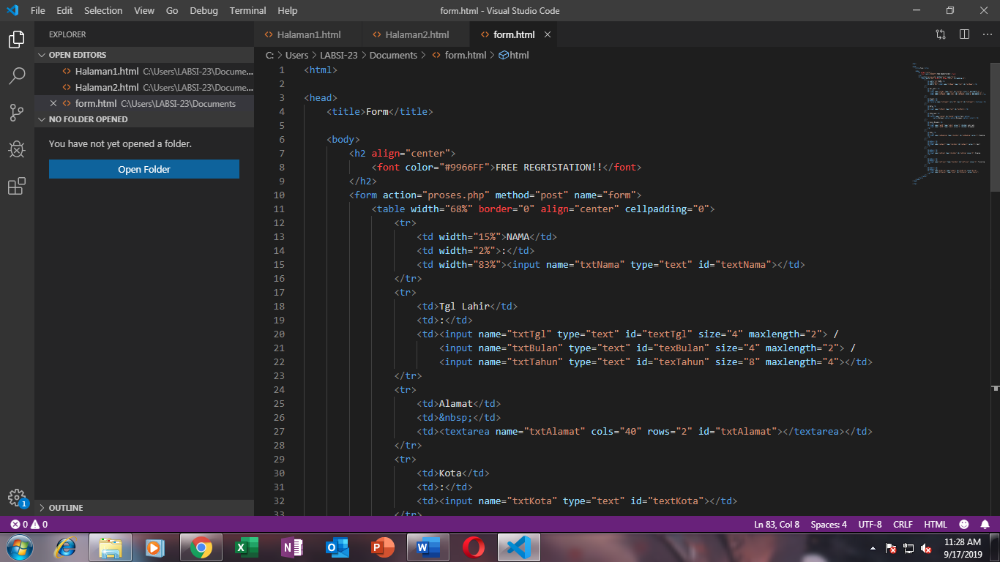 File Edit Selection View Go Debug Terminal Help form.html - Visual Studio Code
EXPLORER
OPEN EDITORS
Halaman1.html C:\Users\LABSI-23\Docume...
Halaman2.html C:\Users\LABSI-23\Docume...
form.html C:\Users\LABSI-23\Documents
NO FOLDER OPENED
You have not yet opened a folder.
Open Folder
OUTLINE
1
Halaman1.html Halaman2.html form.html
C: > Users > LABSI-23 > Documents > form.html > html
1 <html>
2
3 <head>
4 <title>Form</title>
5
6 <body>
7 <h2 align="center">
8 <font color="#9966FF">FREE REGRISTATION!!</font>
9 </h2>
10 <form action="proses.php" method="post" name="form">
11 <table width="68%" border="0" align="center" cellpadding="0">
12 <tr>
13 <td width="15%">NAMA</td>
14 <td width="2%">:</td>
15 <td width="83%"><input name="txtNama" type="text" id="textNama"></td>
16 </tr>
17 <tr>
18 <td>Tgl Lahir</td>
19 <td>:</td>
20 <td><input name="txtTgl" type="text" id="textTgl" size="4" maxlength="2"> /
21 <input name="txtBulan" type="text" id="texBulan" size="4" maxlength="2"> /
22 <input name="txtTahun" type="text" id="texTahun" size="8" maxlength="4"></td>
23 </tr>
24 <tr>
25 <td>Alamat</td>
26 <td>&nbsp;</td>
27 <td><textarea name="txtAlamat" cols="40" rows="2" id="txtAlamat"></textarea></td>
28 </tr>
29 <tr>
30 <td>Kota</td>
31 <td>:</td>
32 <td><input name="txtKota" type="text" id="textKota"></td>
33 </tr>
0 0 Ln 83, Col 8 Spaces: 4 UTF-8 CRLF HTML
11:28 AM
9/17/2019